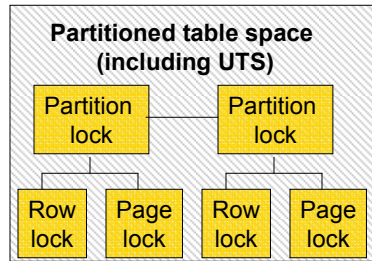 Partitioned table space
(including UTS)
Partition
lock
Partition
lock
Row
lock
Page
lock
Row
lock
Page
lock